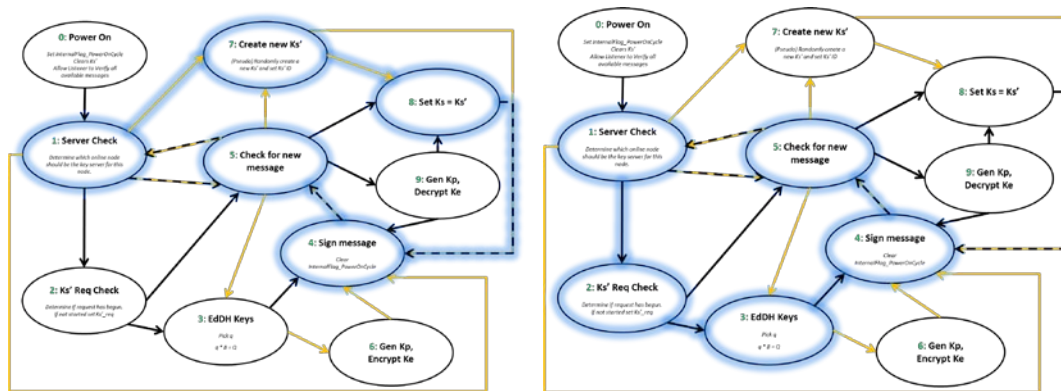 0: Power On
Set InternalFlag_PowerOnCycle
Clears Ks'
Allow Listener to Verify all
available messages
7: Create new Ks'
(Pseudo) Randomly create a
new Ks' and set Ks' ID
8: Set Ks = Ks'
1: Server Check
Determine which online node
should be the key server for this
node.
5: Check for new
message
9: Gen Kp,
Decrypt Ke
4: Sign message
Clear
InternalFlag_PowerOnCycle
2: Ks' Req Check
Determine if request has begun,
if not started set Ks'_req
3: EdDH Keys
Pick q
q * B = Q
6: Gen Kp,
Encrypt Ke
0: Power On
Set InternalFlag_PowerOnCycle
Clears Ks'
Allow Listener to Verify all
available messages
7: Create new Ks'
(Pseudo) Randomly create a
new Ks' and set Ks' ID
8: Set Ks = Ks'
1: Server Check
Determine which online node
should be the key server for this
node.
5: Check for new
message
9: Gen Kp,
Decrypt Ke
4: Sign message
Clear
InternalFlag_PowerOnCycle
2: Ks' Req Check
Determine if request has begun,
if not started set Ks'_req
3: EdDH Keys
Pick q
q * B = Q
6: Gen Kp,
Encrypt Ke